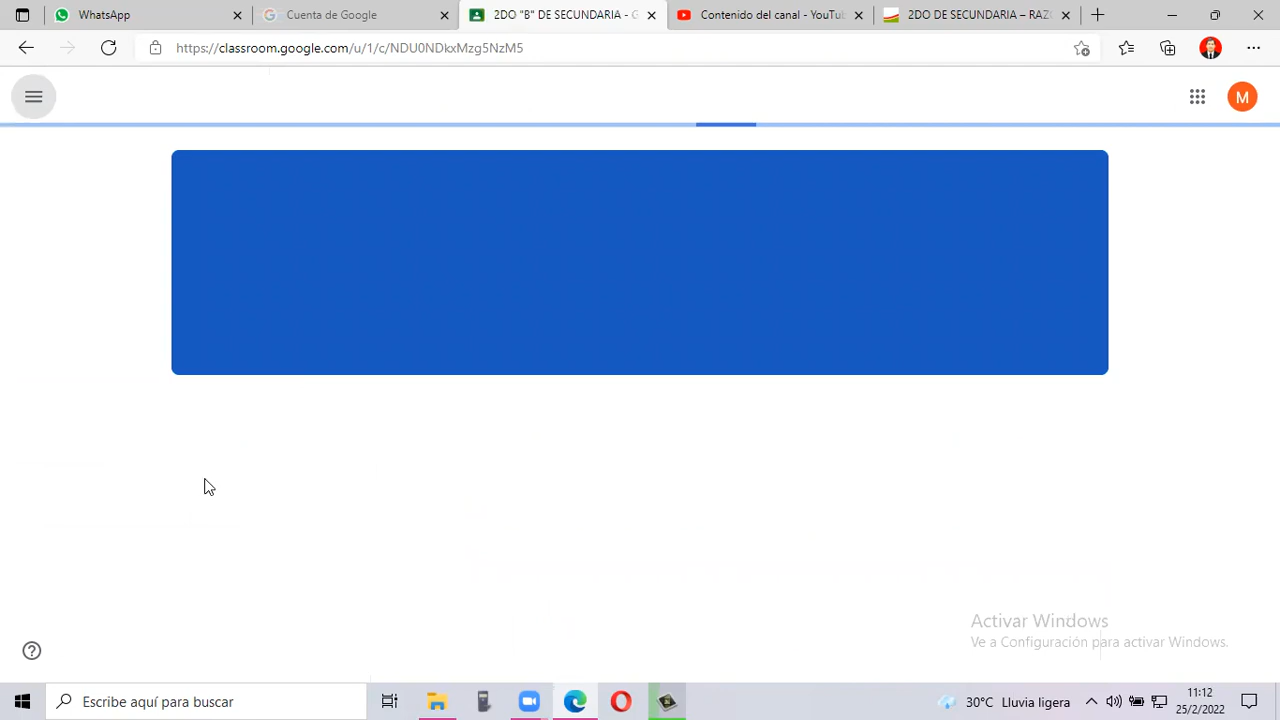 WhatsApp
Cuenta de Google
2DO "B" DE SECUNDARIA - G
Contenido del canal - YouTub
2DO DE SECUNDARIA – RAZO
https://classroom.google.com/u/1/c/NDU0NDkxMzg5NzM5
M
Activar Windows
Ve a Configuración para activar Windows.
Escribe aquí para buscar
30°C Lluvia ligera
11:12
25/2/2022